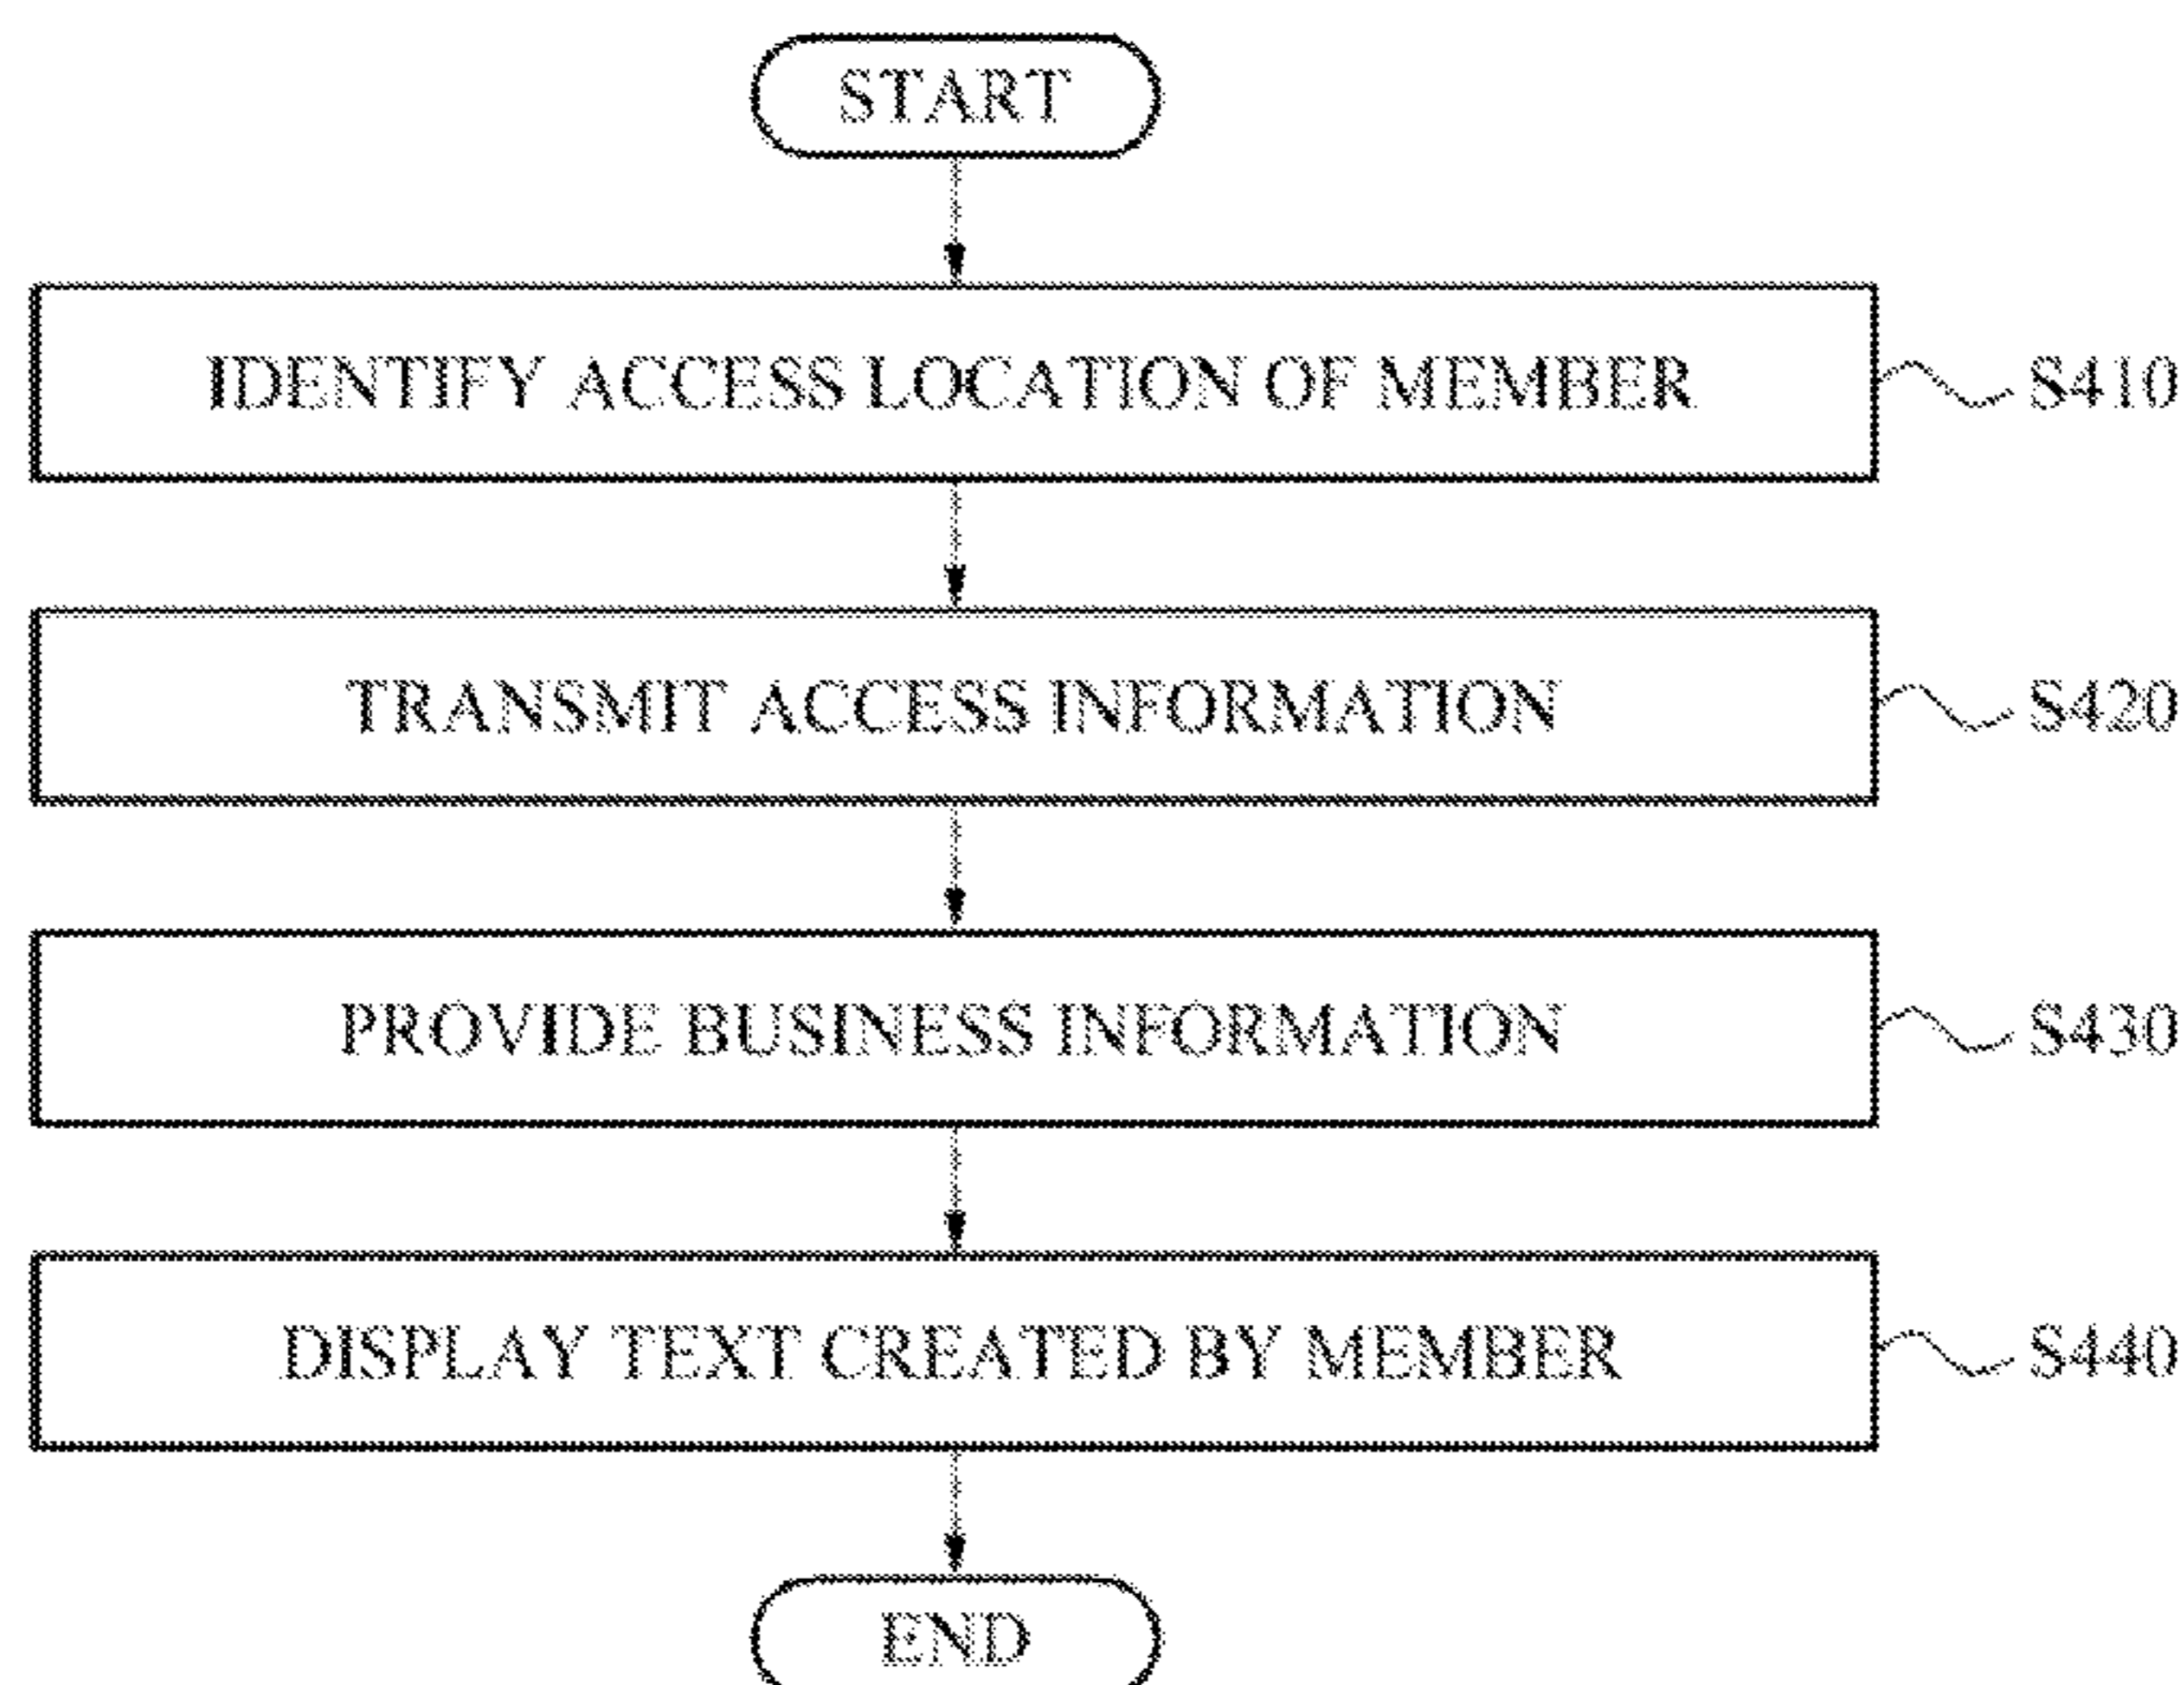 START
IDENTIFY ACCESS LOCATION OF MEMBER S410
TRANSMIT ACCESS INFORMATION S420
PROVIDE BUSINESS INFORMATION S430
DISPLAY TEXT CREATED BY MEMBER S440
END